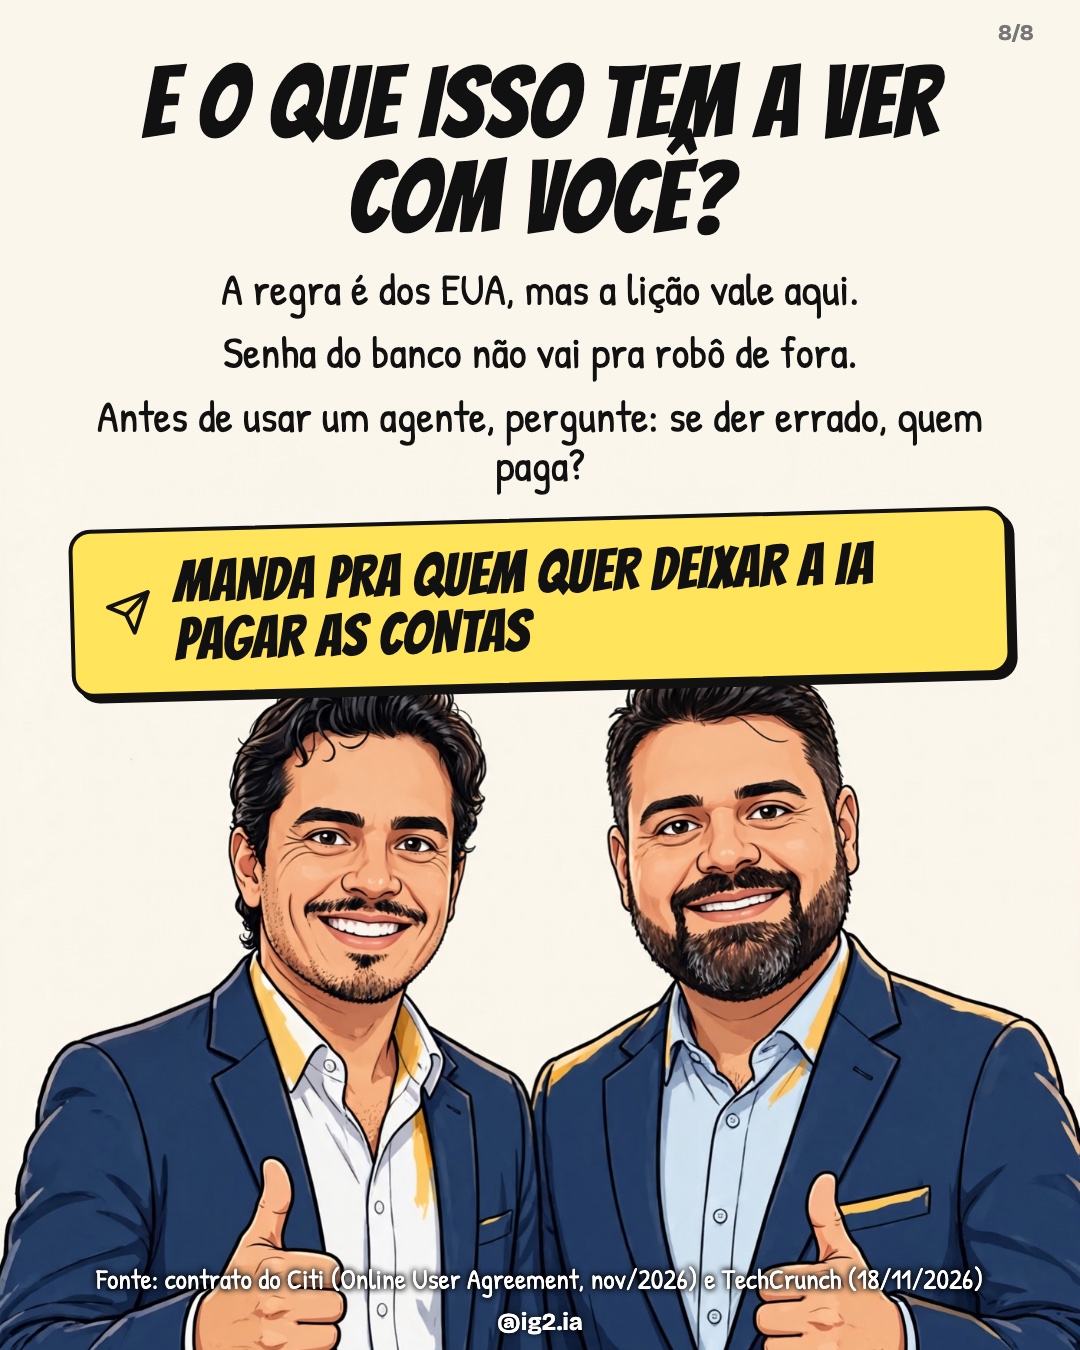 8/8
E O QUE ISSO TEM A VER
COM VOCÊ?
A regra é dos EUA, mas a lição vale aqui.
Senha do banco não vai pra robô de fora.
Antes de usar um agente, pergunte: se der errado, quem
paga?
MANDA PRA QUEM QUER DEIXAR A IA
PAGAR AS CONTAS
Fonte: contrato do Citi (Online User Agreement, nov/2026) e TechCrunch (18/11/2026)
@ig2.ia